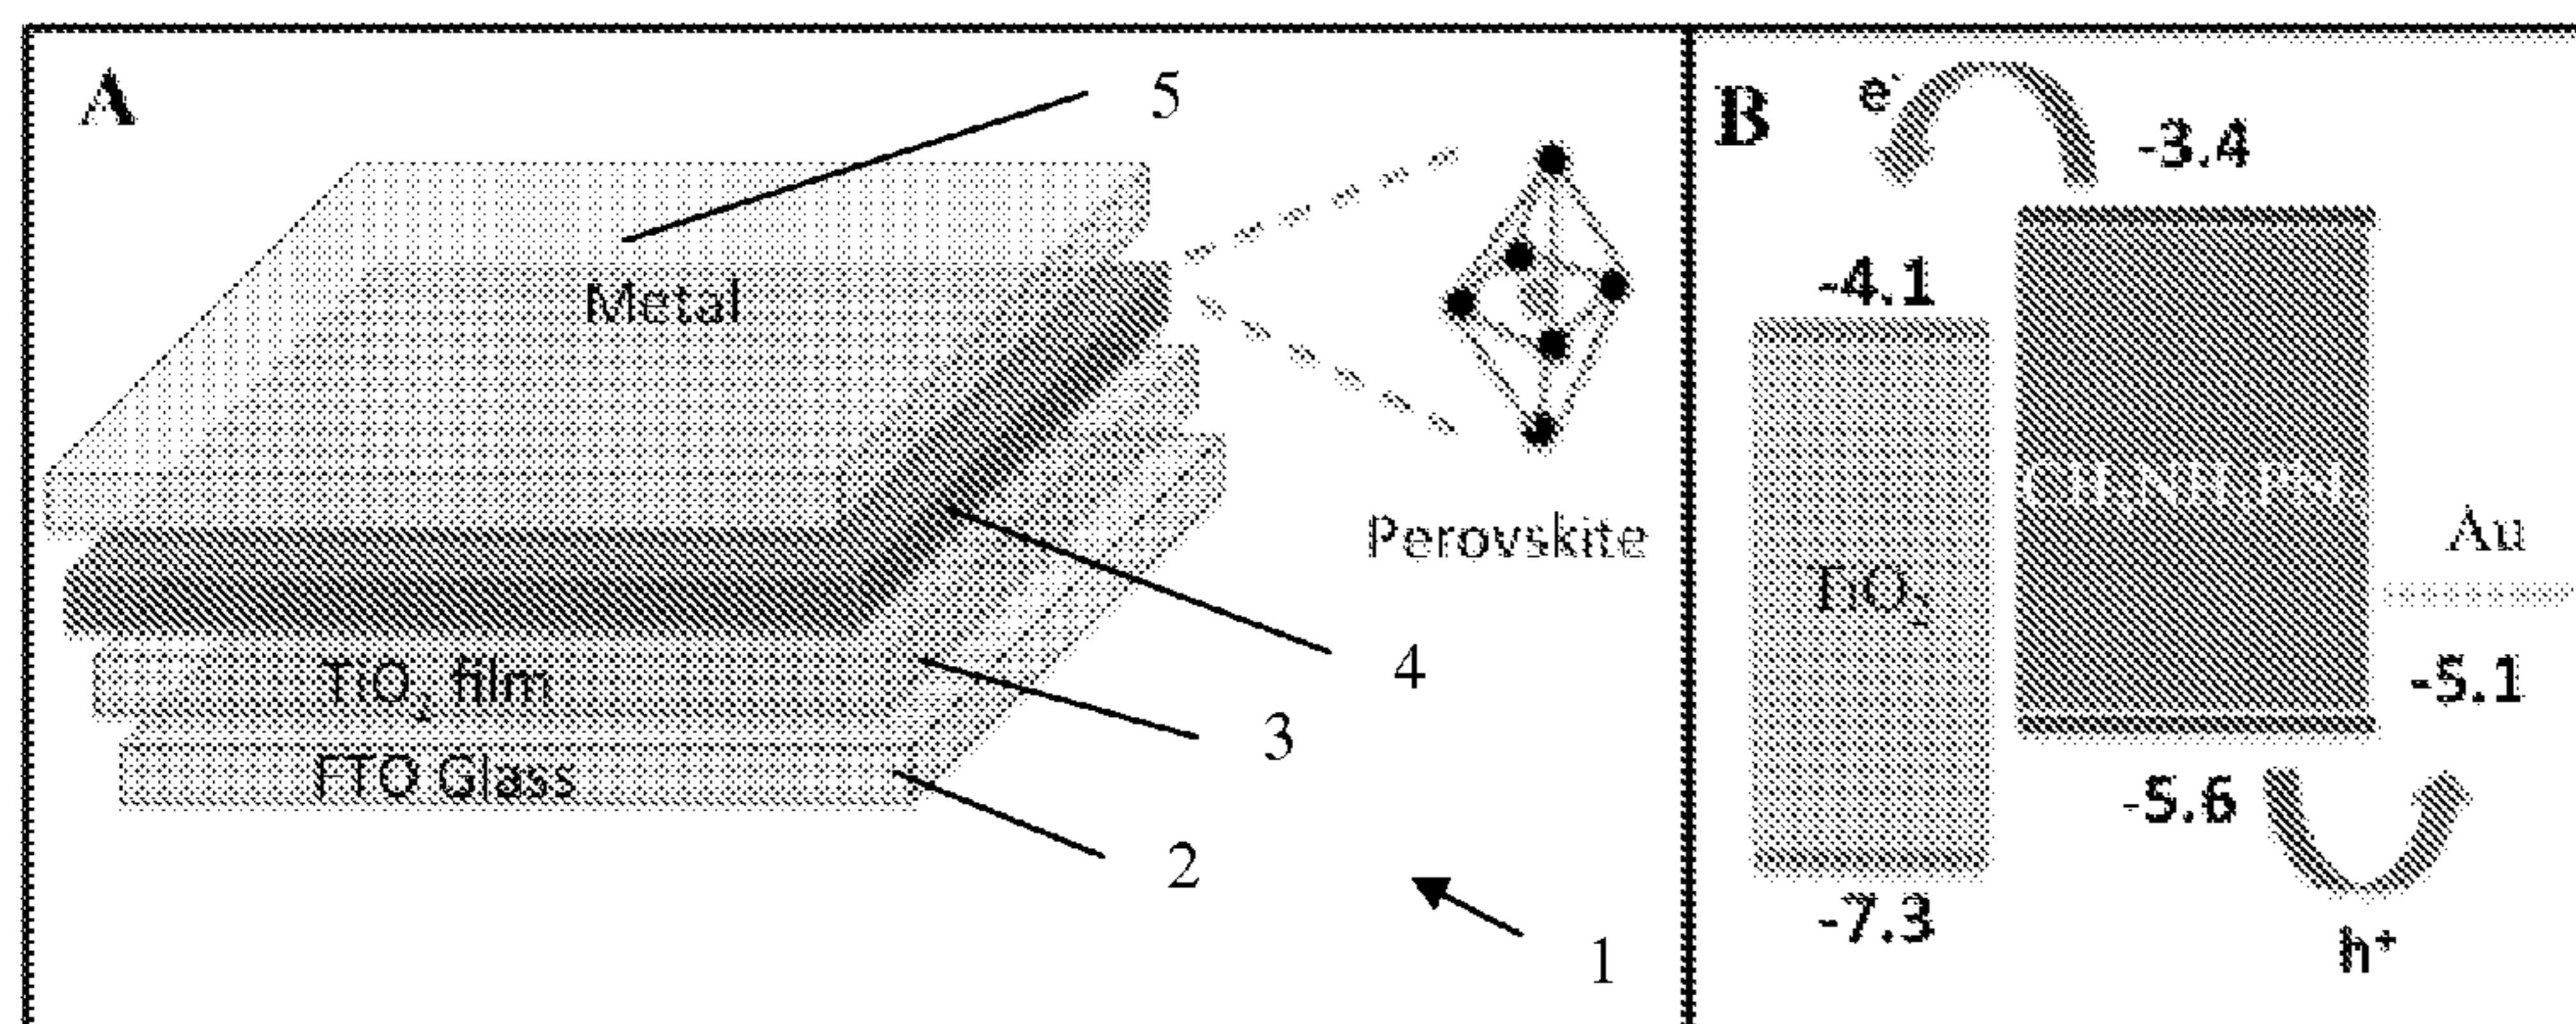 A
5
Metal
Perovskite
4
TiO₂ film
3
FTO Glass
2
1
B
e⁻
-3.4
-4.1
TiO₂
Au
-5.1
-5.6
-7.3
h⁺